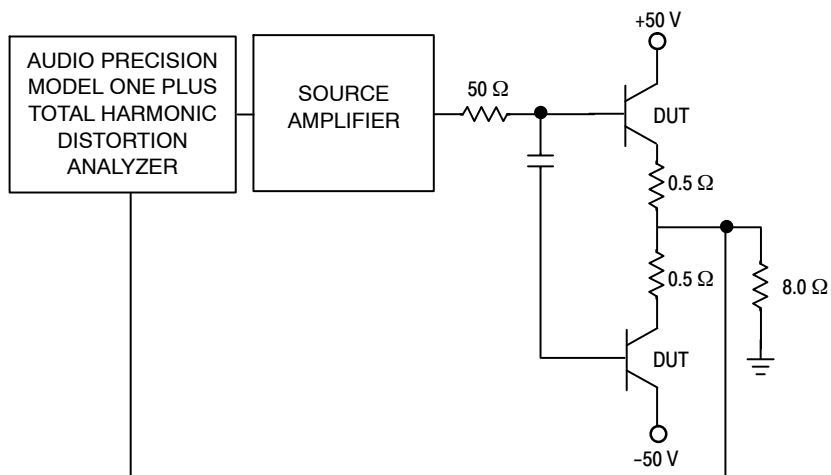 AUDIO PRECISION
MODEL ONE PLUS
TOTAL HARMONIC
DISTORTION
ANALYZER
SOURCE
AMPLIFIER
50 Ω
+50 V
DUT
0.5 Ω
0.5 Ω
8.0 Ω
DUT
−50 V